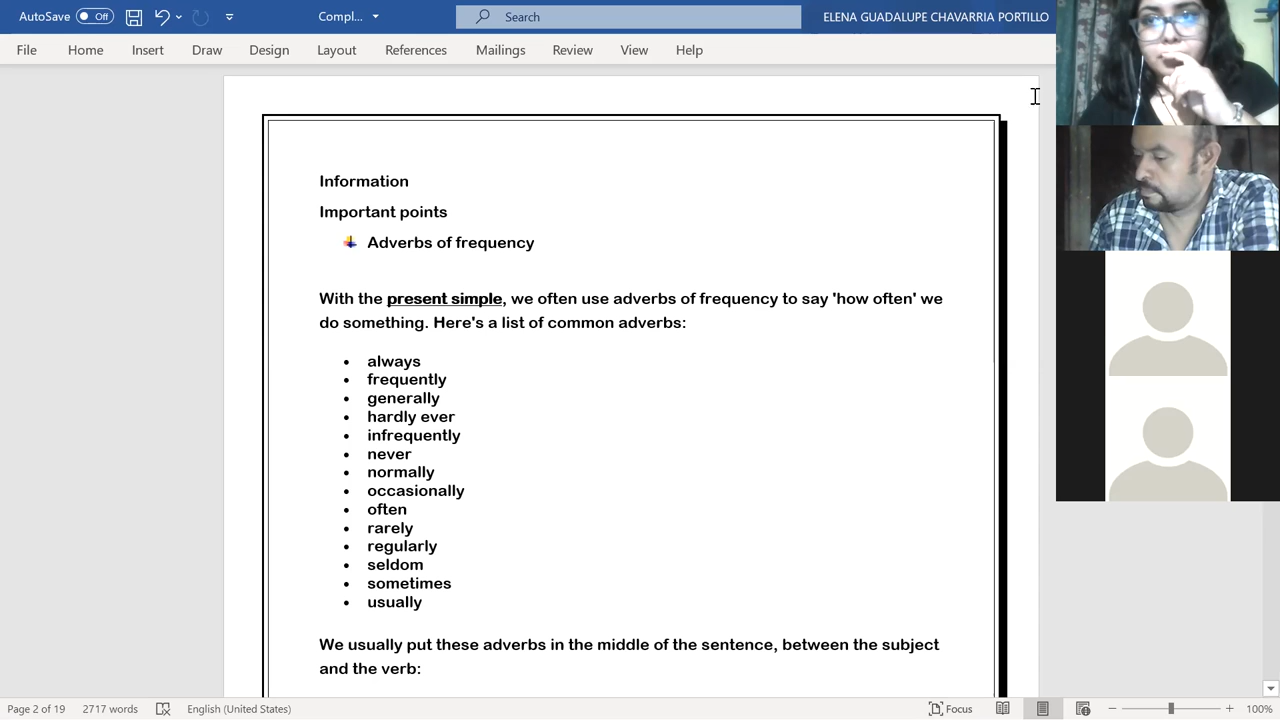 AutoSave Off Compl... Search ELENA GUADALUPE CHAVARRIA PORTILLO
File Home Insert Draw Design Layout References Mailings Review View Help
Information
Important points
Adverbs of frequency
With the present simple, we often use adverbs of frequency to say 'how often' we
do something. Here's a list of common adverbs:
• always
• frequently
• generally
• hardly ever
• infrequently
• never
• normally
• occasionally
• often
• rarely
• regularly
• seldom
• sometimes
• usually
We usually put these adverbs in the middle of the sentence, between the subject
and the verb:
Page 2 of 19 2717 words English (United States) Focus 100%